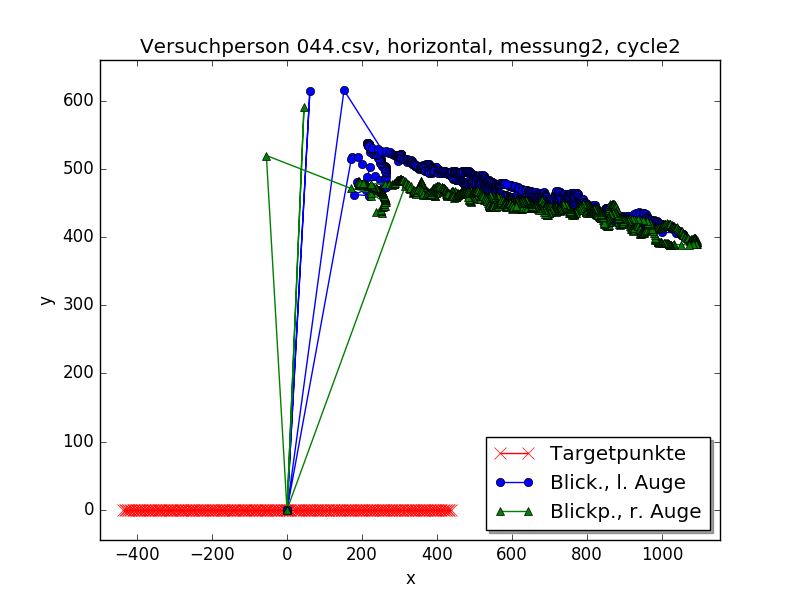 Versuchperson 044.csv, horizontal, messung2, cycle2
600
500
400
300
200
100
0
y
−400 −200 0 200 400 600 800 1000
x
Targetpunkte
Blick., l. Auge
Blickp., r. Auge